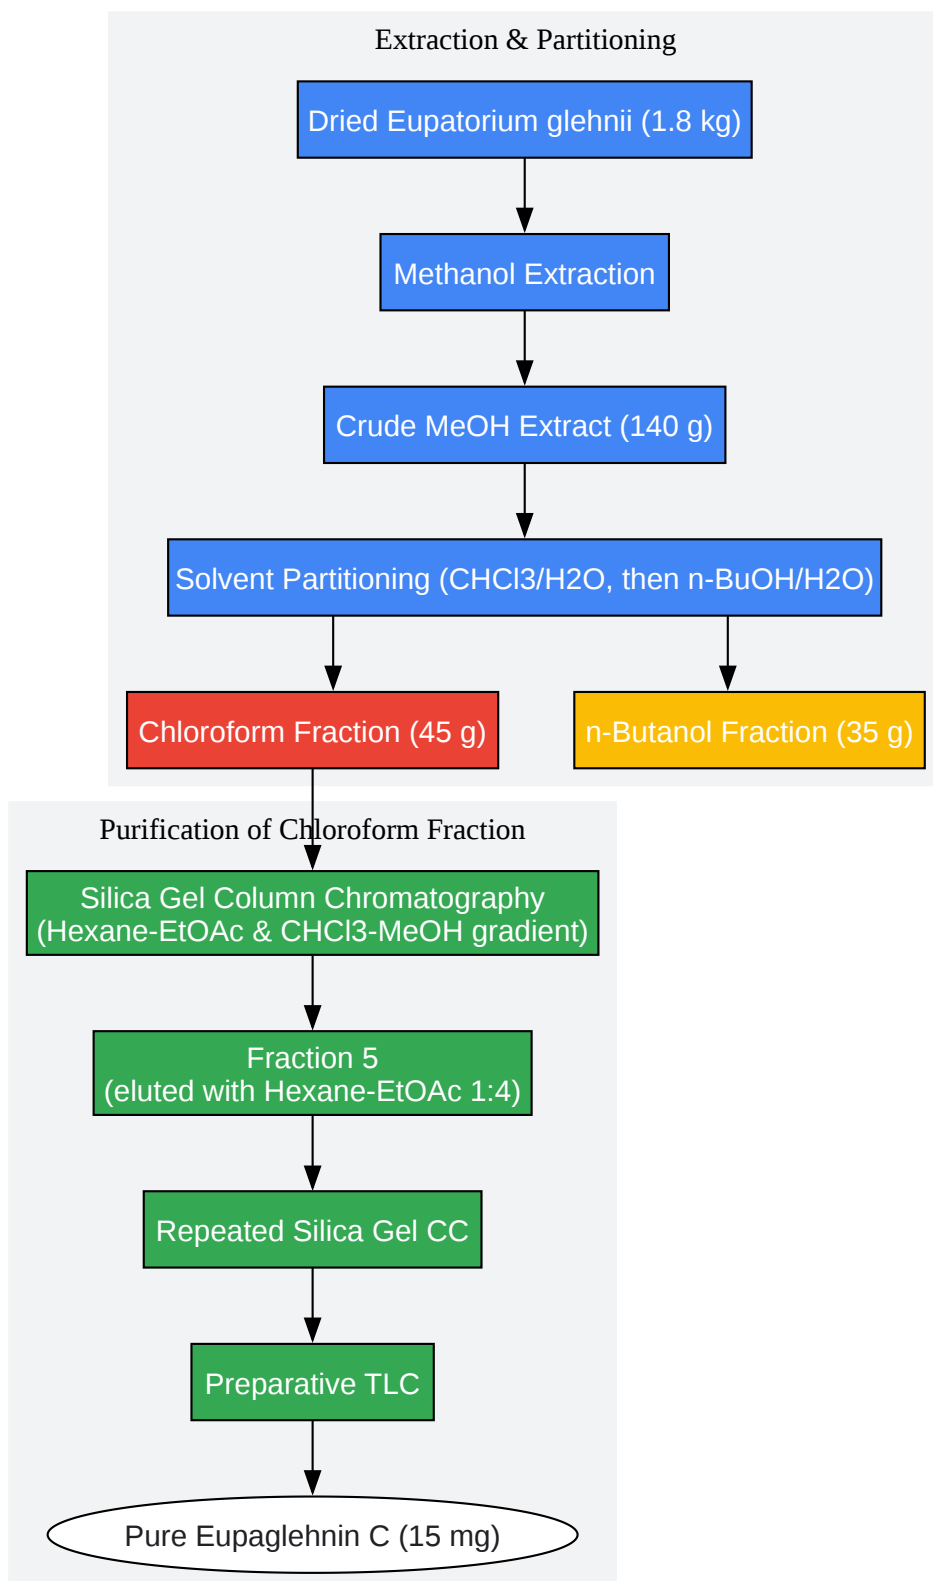 Extraction & Partitioning
Dried Eupatorium glehnii (1.8 kg)
Methanol Extraction
Crude MeOH Extract (140 g)
Solvent Partitioning (CHCl3/H2O, then n-BuOH/H2O)
Chloroform Fraction (45 g)
n-Butanol Fraction (35 g)
Purification of Chloroform Fraction
Silica Gel Column Chromatography
(Hexane-EtOAc & CHCl3-MeOH gradient)
Fraction 5
(eluted with Hexane-EtOAc 1:4)
Repeated Silica Gel CC
Preparative TLC
Pure Eupaglehnin C (15 mg)